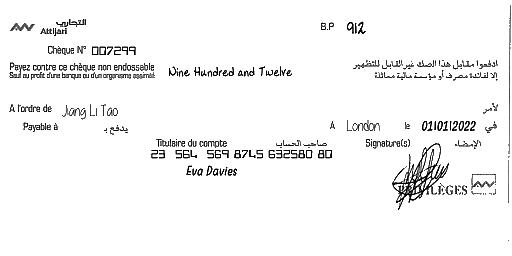 التجاري
Attijari
B.P 912
Chèque N° 007299
Payez contre ce chèque non endossable
Sauf au profit d'une banque ou d'un organisme assimilé
Nine Hundred and Twelve
ادفعوا مقابل هذا الصك غير القابل للتظهير
إلا لفائدة مصرف أو مؤسسة مالية مماثلة
A l'ordre de Jiang Li Tao لأمر
Payable à يدفع بـ
A London le 01/01/2022 في
Titulaire du compte صاحب الحساب
Signature(s) الإمضاء
23 564 569 8745 632580 80
Eva Davies
PRIVILÈGES